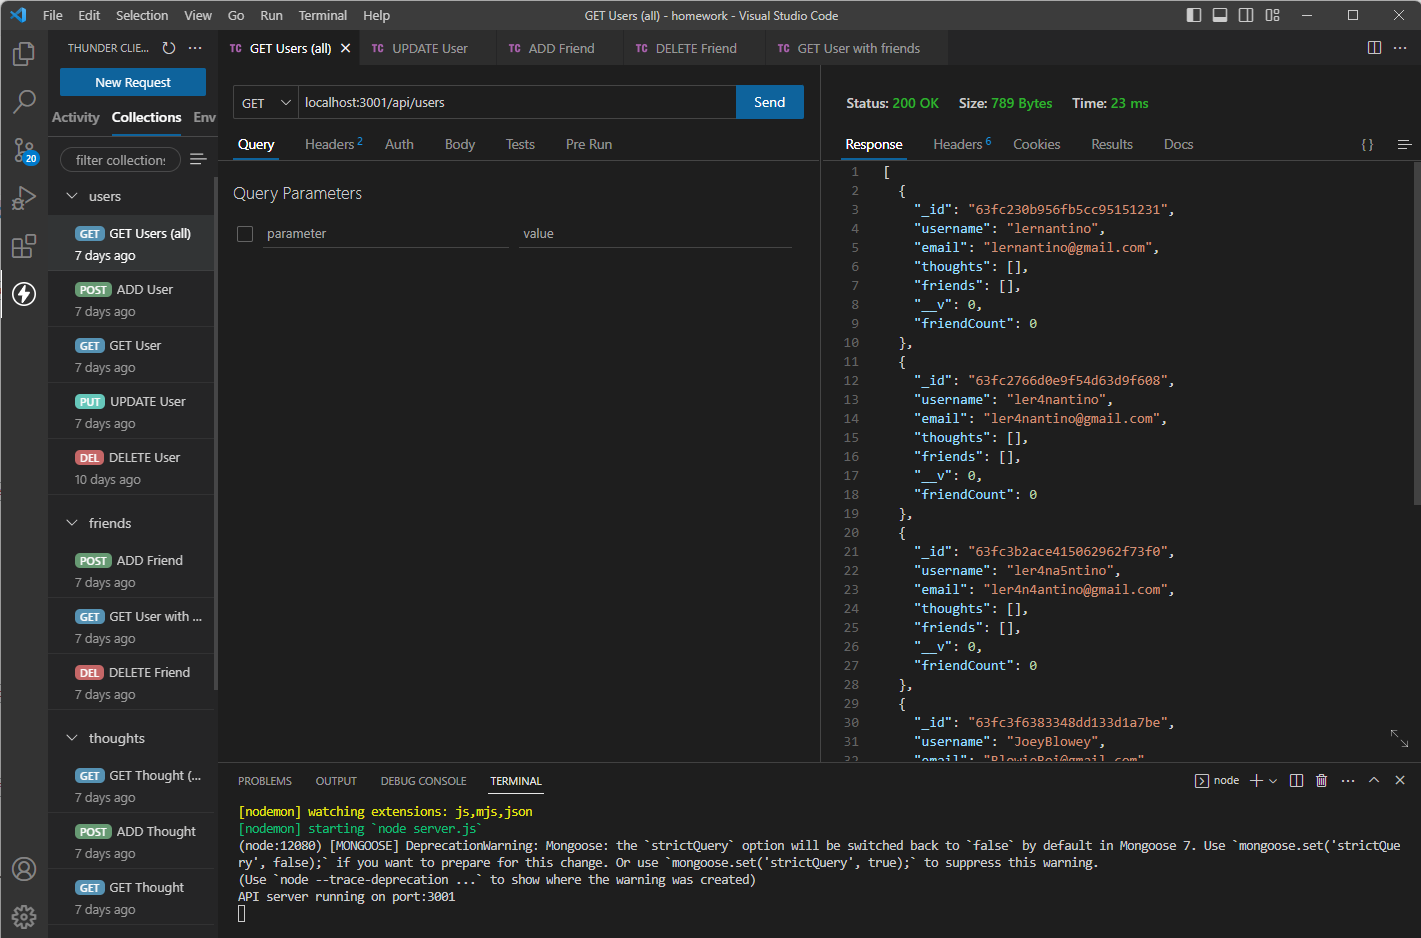 File Edit Selection View Go Run Terminal Help GET Users (all) - homework - Visual Studio Code
THUNDER CLIE...
New Request
Activity Collections Env
filter collections
20
users
GET GET Users (all)
7 days ago
POST ADD User
7 days ago
GET GET User
7 days ago
PUT UPDATE User
7 days ago
DEL DELETE User
10 days ago
friends
POST ADD Friend
7 days ago
GET GET User with ...
7 days ago
DEL DELETE Friend
7 days ago
thoughts
GET GET Thought (...
7 days ago
POST ADD Thought
7 days ago
GET GET Thought
7 days ago
TC GET Users (all) TC UPDATE User TC ADD Friend TC DELETE Friend TC GET User with friends
GET localhost:3001/api/users Send
Query Headers 2 Auth Body Tests Pre Run
Query Parameters
parameter value
Status: 200 OK Size: 789 Bytes Time: 23 ms
Response Headers 6 Cookies Results Docs { }
1 [
2 {
3 "_id": "63fc230b956fb5cc95151231",
4 "username": "lernantino",
5 "email": "lernantino@gmail.com",
6 "thoughts": [],
7 "friends": [],
8 "__v": 0,
9 "friendCount": 0
10 },
11 {
12 "_id": "63fc2766d0e9f54d63d9f608",
13 "username": "ler4nantino",
14 "email": "ler4nantino@gmail.com",
15 "thoughts": [],
16 "friends": [],
17 "__v": 0,
18 "friendCount": 0
19 },
20 {
21 "_id": "63fc3b2ace415062962f73f0",
22 "username": "ler4na5ntino",
23 "email": "ler4n4antino@gmail.com",
24 "thoughts": [],
25 "friends": [],
26 "__v": 0,
27 "friendCount": 0
28 },
29 {
30 "_id": "63fc3f6383348dd133d1a7be",
31 "username": "JoeyBlowey",
32 "email": "BlowieBoi@gmail.com"
PROBLEMS OUTPUT DEBUG CONSOLE TERMINAL node
[nodemon] watching extensions: js,mjs,json
[nodemon] starting `node server.js`
(node:12080) [MONGOOSE] DeprecationWarning: Mongoose: the `strictQuery` option will be switched back to `false` by default in Mongoose 7. Use `mongoose.set('strictQue
ry', false);` if you want to prepare for this change. Or use `mongoose.set('strictQuery', true);` to suppress this warning.
(Use `node --trace-deprecation ...` to show where the warning was created)
API server running on port:3001